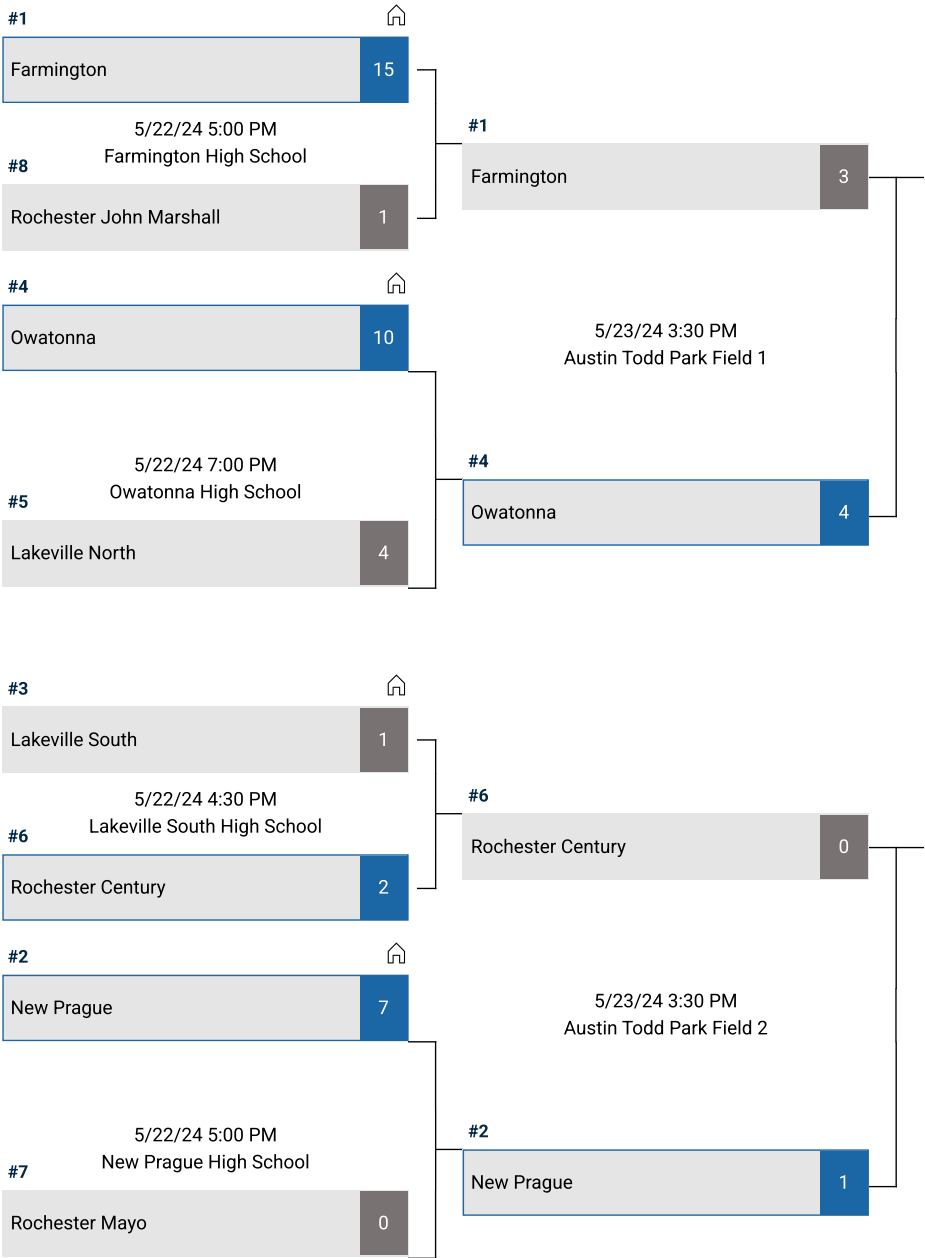 #1
Farmington
15
5/22/24 5:00 PM
Farmington High School
#8
Rochester John Marshall
1
#4
Owatonna
10
5/22/24 7:00 PM
Owatonna High School
#5
Lakeville North
4
#3
Lakeville South
1
5/22/24 4:30 PM
Lakeville South High School
#6
Rochester Century
2
#2
New Prague
7
5/22/24 5:00 PM
New Prague High School
#7
Rochester Mayo
0
#1
Farmington
3
5/23/24 3:30 PM
Austin Todd Park Field 1
#4
Owatonna
4
#6
Rochester Century
0
5/23/24 3:30 PM
Austin Todd Park Field 2
#2
New Prague
1